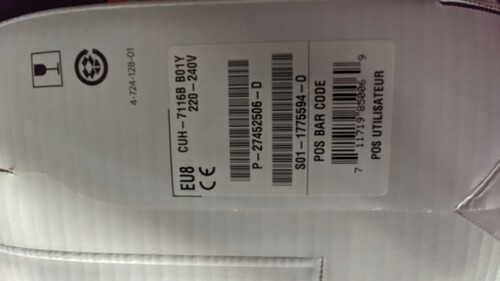 4-724-128-01
EU8 CUH-7116B B01Y
CE 220-240V
P-27452506-D
S01-1775594-0
POS BAR CODE
7 11719 85006 9
POS UTILISATEUR